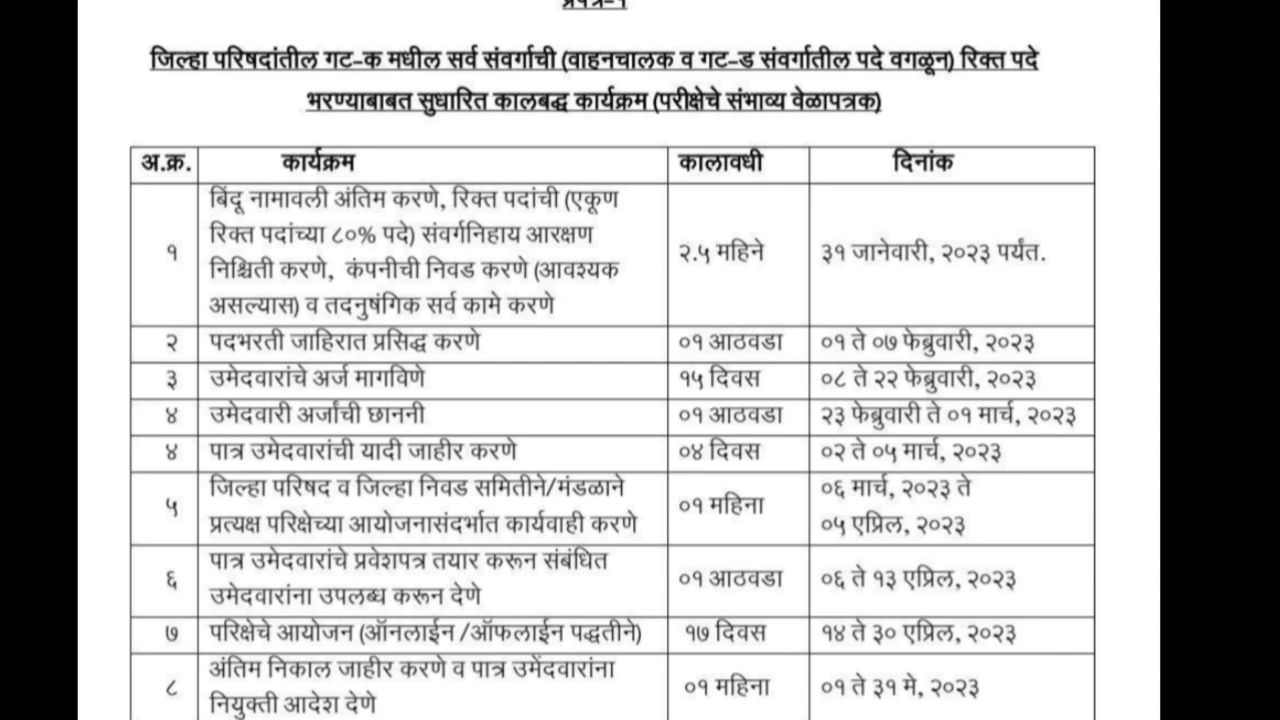 प्रपत्र-१
जिल्हा परिषदांतील गट-क मधील सर्व संवर्गाची (वाहनचालक व गट-ड संवर्गातील पदे वगळून) रिक्त पदे
भरण्याबाबत सुधारित कालबद्ध कार्यक्रम (परीक्षेचे संभाव्य वेळापत्रक)
अ.क्र. कार्यक्रम कालावधी दिनांक
बिंदू नामावली अंतिम करणे, रिक्त पदांची (एकूण
रिक्त पदांच्या ८०% पदे) संवर्गनिहाय आरक्षण
१ २.५ महिने ३१ जानेवारी, २०२३ पर्यंत.
निश्चिती करणे, कंपनीची निवड करणे (आवश्यक
असल्यास) व तदनुषंगिक सर्व कामे करणे
२ पदभरती जाहिरात प्रसिद्ध करणे ०१ आठवडा ०१ ते ०७ फेब्रुवारी, २०२३
३ उमेदवारांचे अर्ज मागविणे १५ दिवस ०८ ते २२ फेब्रुवारी, २०२३
४ उमेदवारी अर्जांची छाननी ०१ आठवडा २३ फेब्रुवारी ते ०१ मार्च, २०२३
४ पात्र उमेदवारांची यादी जाहीर करणे ०४ दिवस ०२ ते ०५ मार्च, २०२३
५ जिल्हा परिषद व जिल्हा निवड समितीने/मंडळाने ०१ महिना ०६ मार्च, २०२३ ते
प्रत्यक्ष परिक्षेच्या आयोजनासंदर्भात कार्यवाही करणे ०५ एप्रिल, २०२३
६ पात्र उमेदवारांचे प्रवेशपत्र तयार करून संबंधित ०१ आठवडा ०६ ते १३ एप्रिल, २०२३
उमेदवारांना उपलब्ध करून देणे
७ परिक्षेचे आयोजन (ऑनलाईन /ऑफलाईन पद्धतीने) १७ दिवस १४ ते ३० एप्रिल, २०२३
८ अंतिम निकाल जाहीर करणे व पात्र उमेंदवारांना ०१ महिना ०१ ते ३१ मे, २०२३
नियुक्ती आदेश देणे